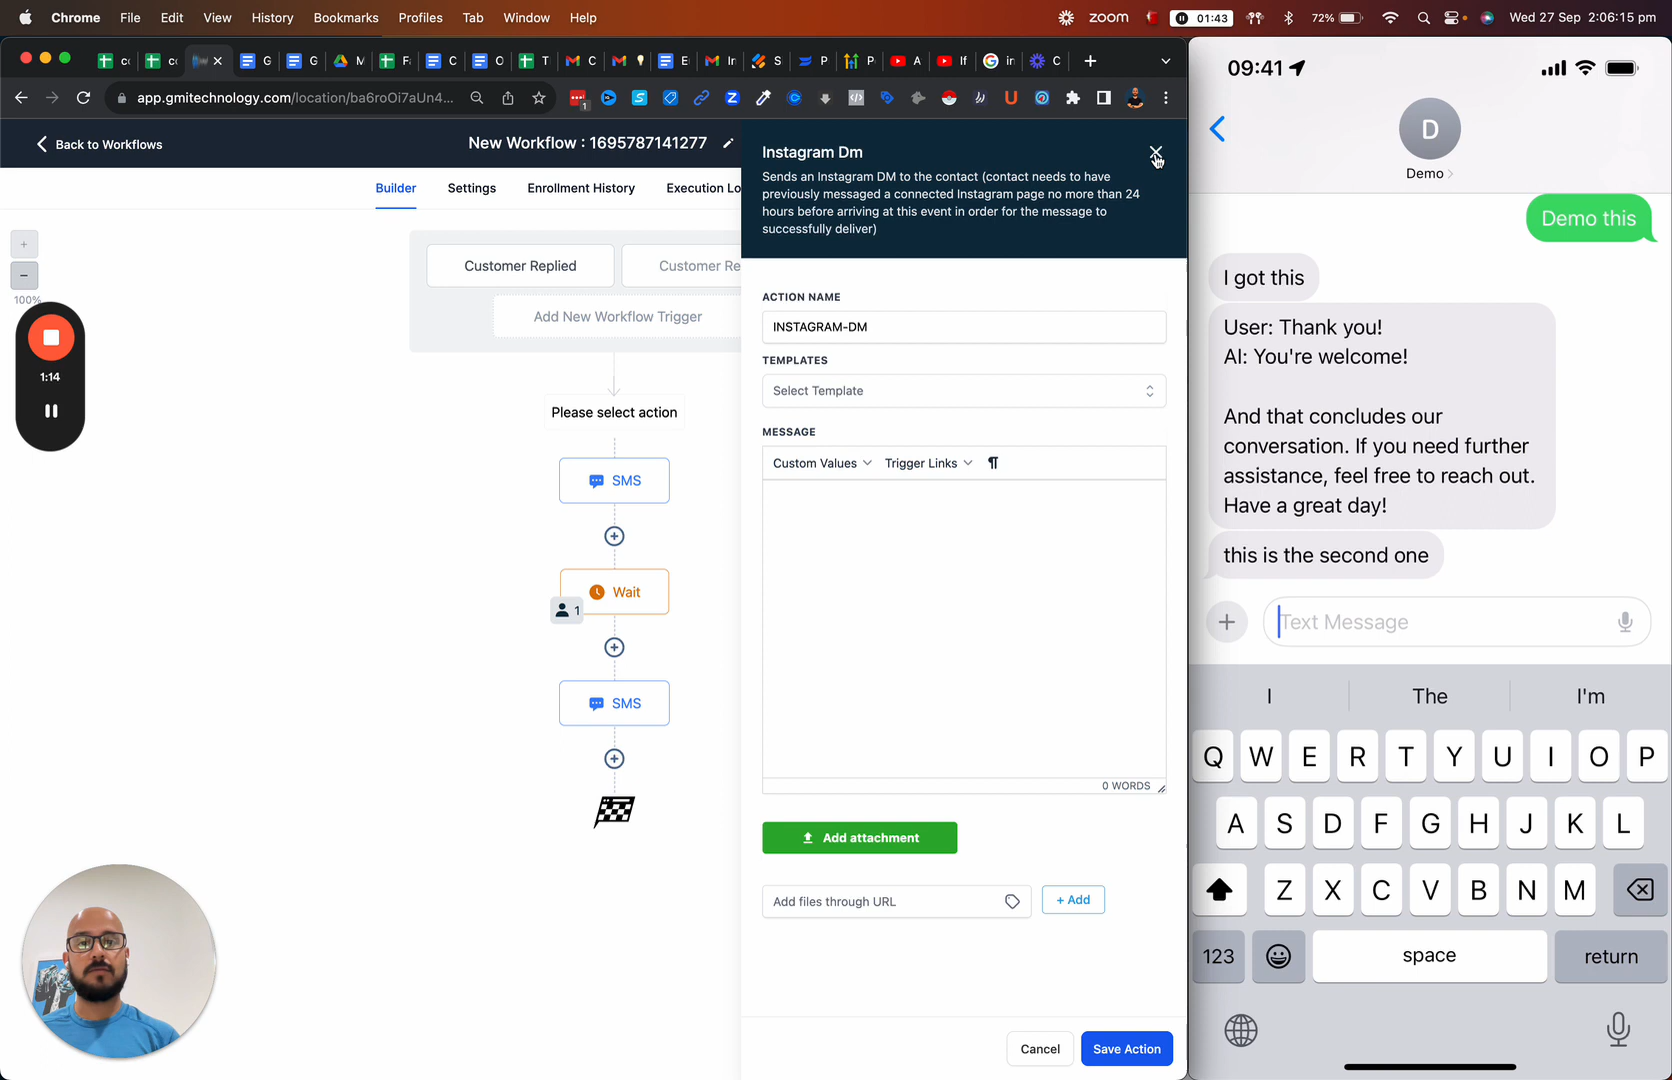 Chrome File Edit View History Bookmarks Profiles Tab Window Help
zoom 01:43 72% Wed 27 Sep 2:06:15 pm
app.gmitechnology.com/location/ba6roOi7aUn4...
Back to Workflows
New Workflow : 1695787141277
Builder Settings Enrollment History Execution Lo
100%
1:14
Customer Replied
Customer Re
Add New Workflow Trigger
Please select action
SMS
Wait
1
SMS
Instagram Dm
Sends an Instagram DM to the contact (contact needs to have
previously messaged a connected Instagram page no more than 24
hours before arriving at this event in order for the message to
successfully deliver)
ACTION NAME
INSTAGRAM-DM
TEMPLATES
Select Template
MESSAGE
Custom Values Trigger Links ¶
0 WORDS
Add attachment
Add files through URL
+ Add
Cancel Save Action
09:41
D
Demo
Demo this
I got this
User: Thank you!
AI: You're welcome!
And that concludes our
conversation. If you need further
assistance, feel free to reach out.
Have a great day!
this is the second one
Text Message
I The I'm
Q W E R T Y U I O P
A S D F G H J K L
Z X C V B N M
123 space return